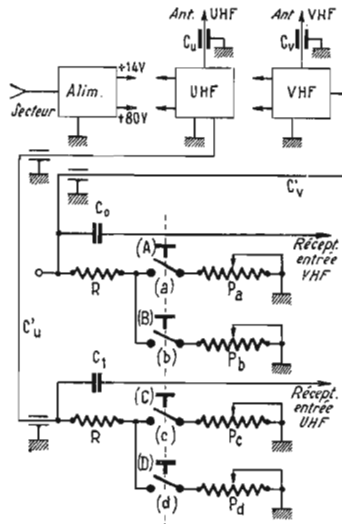 Ant. UHF
Ant VHF
Cu
Cv
+14V
Alim.
UHF
VHF
Secteur
+80V
C'v
Co
Récept.
entrée
VHF
(A)
R
(a)
Pa
(B)
C'u
(b)
Pb
C1
(C)
Récept.
entrée
UHF
R
(c)
Pc
(D)
(d)
Pd